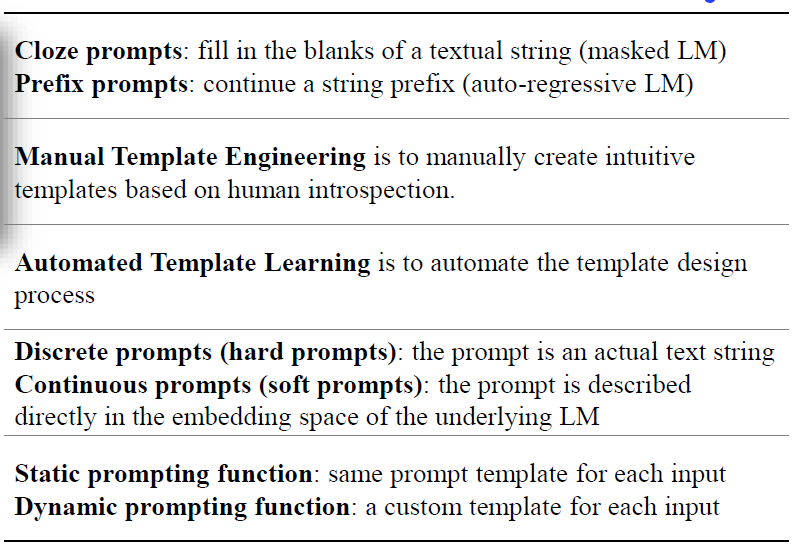 Cloze prompts: fill in the blanks of a textual string (masked LM)
Prefix prompts: continue a string prefix (auto-regressive LM)
Manual Template Engineering is to manually create intuitive
templates based on human introspection.
Automated Template Learning is to automate the template design
process
Discrete prompts (hard prompts): the prompt is an actual text string
Continuous prompts (soft prompts): the prompt is described
directly in the embedding space of the underlying LM
Static prompting function: same prompt template for each input
Dynamic prompting function: a custom template for each input